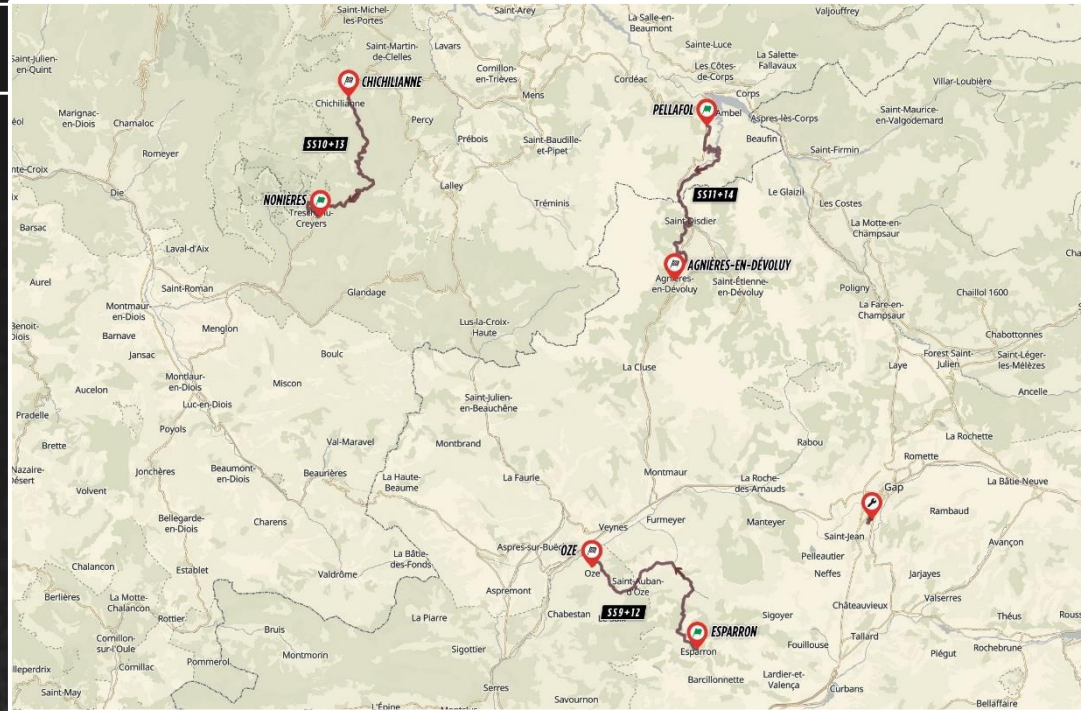 Saint-Michel-
les-Portes
Saint-Arey
La Salle-en-
Beaumont
Valjouffrey
Saint-Julien-
en-Quint
Saint-Martin-
de-Clelles
Lavars
Sainte-Luce
La Salette-
Fallavaux
CHICHILIANNE
Cornillon-
en-Trièves
Cordéac
Les Côtes-
de-Corps
Villar-Loubière
Chichilianne
Mens
Corps
Marignac-
en-Diois
Chamaloc
Percy
PELLAFOL
Ambel
Aspres-lès-Corps
Saint-Maurice-
en-Valgodemard
SS10+13
Prébois
Saint-Baudille-
et-Pipet
Beaufin
Saint-Firmin
Romeyer
Die
Lalley
Le Glaizil
NONIÈRES
Creyers
Tréminis
SS11+14
Les Costes
Barsac
Saint-Disdier
La Motte-en-
Champsaur
Laval-d'Aix
AGNIÈRES-EN-DÉVOLUY
Agnières-
en-Dévoluy
Saint-Étienne-
en-Dévoluy
Aurel
Saint-Roman
Glandage
Poligny
Chaillol 1600
Montmaur-
en-Diois
La Fare-en-
Champsaur
Barnave
Menglon
Lus-la-Croix-
Haute
Chabottonnes
Jansac
Boulc
La Cluse
Laye
Forest Saint-
Julien
Saint-Léger-
les-Mélèzes
Aucelon
Montlaur-
en-Diois
Miscon
Ancelle
Luc-en-Diois
Saint-Julien-
en-Beauchêne
Pradelle
Poyols
Brette
Val-Maravel
Montbrand
Rabou
La Rochette
Romette
Jonchères
Beaumont-
en-Diois
Beaurières
La Haute-
Beaume
La Faurie
Montmaur
La Roche-
des-Arnauds
Gap
La Bâtie-Neuve
Volvent
Bellegarde-
en-Diois
Charens
Veynes
Furmeyer
Manteyer
Rambaud
Saint-Jean
Aspres-sur-Buëch
OZE
Avançon
La Bâtie-
des-Fonds
Oze
Pelleautier
Chalancon
Establet
Valdrôme
Saint-Auban-
d'Oze
Neffes
Jarjayes
Berlières
La Motte-
Chalancon
Aspremont
Valserres
Rottier
Chabestan
SS9+12
Châteauvieux
Théus
La Piarre
Sigoyer
Bruis
ESPARRON
Tallard
Cornillon-
sur-l'Oule
Sigottier
Esparron
Fouillouse
Piégut
Rochebrune
Cornillac
Pommerol
Montmorin
Barcillonnette
Lardier-et-
Valença
Saint-May
Serres
Savournon
Curbans
L'Épine
Bellaffaire